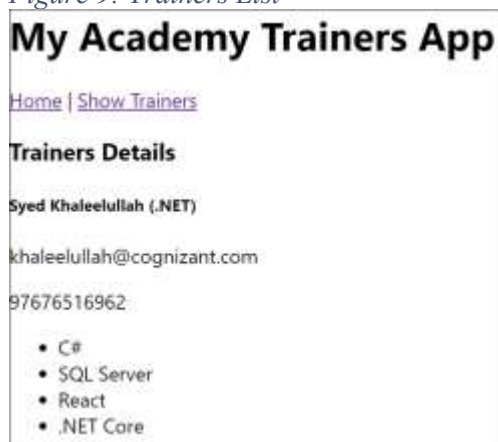 Figure 9: Trainers List
My Academy Trainers App
Home | Show Trainers
Trainers Details
Syed Khaleelullah (.NET)
khaleelullah@cognizant.com
97676516962
• C#
• SQL Server
• React
• .NET Core